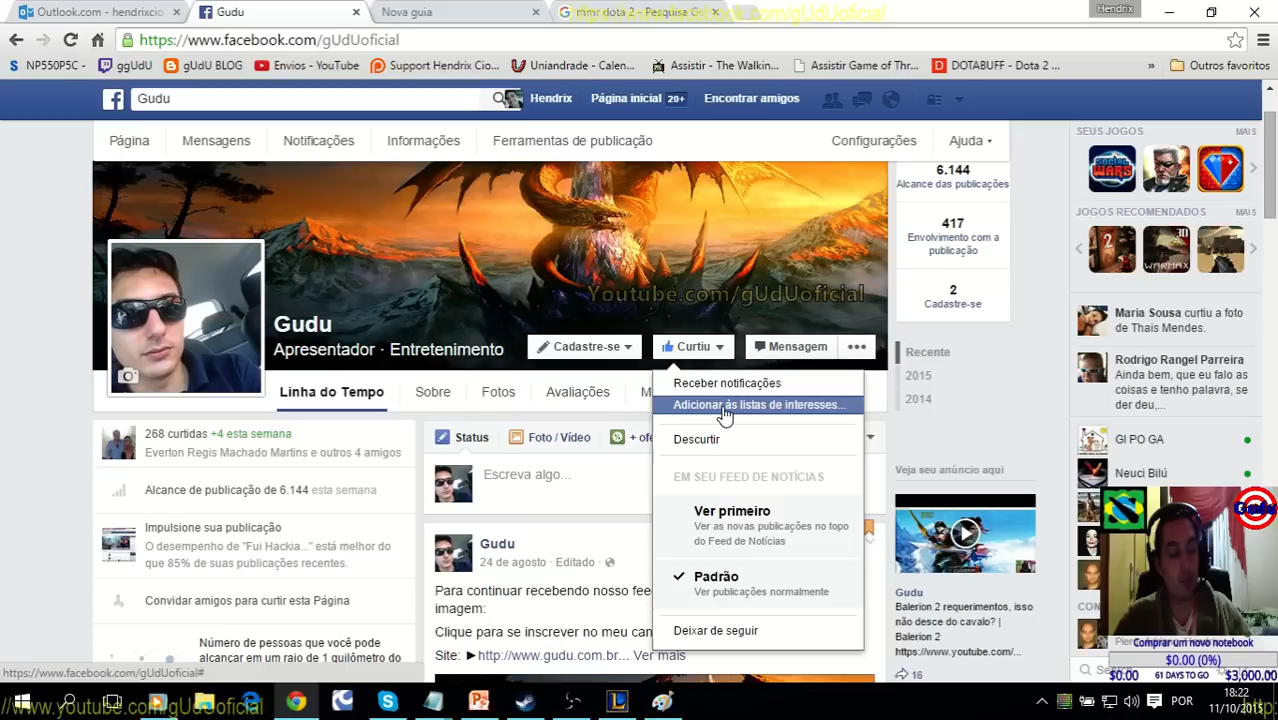 Outlook.com - hendrixcio
Gudu
Nova guia
mmr dota 2 - Pesquisa Go
Hendrix
https://www.facebook.com/gUdUoficial
NP550P5C -
ggUdU
gUdU BLOG
Envios - YouTube
Support Hendrix Cio...
Uniandrade - Calen...
Assistir - The Walkin...
Assistir Game of Thr...
DOTABUFF - Dota 2 ...
»
Outros favoritos
Gudu
Hendrix
Página inicial 20+
Encontrar amigos
Página
Mensagens
Notificações
Informações
Ferramentas de publicação
Configurações
Ajuda
6.144
Alcance das publicações
417
Envolvimento com a
publicação
2
Cadastre-se
Youtube.com/gUdUoficial
Gudu
Apresentador · Entretenimento
Cadastre-se
Curtiu
Mensagem
Linha do Tempo
Sobre
Fotos
Avaliações
M
Receber notificações
Adicionar às listas de interesses...
Descurtir
EM SEU FEED DE NOTÍCIAS
Ver primeiro
Ver as novas publicações no topo
do Feed de Notícias
Padrão
Ver publicações normalmente
Deixar de seguir
268 curtidas +4 esta semana
Everton Regis Machado Martins e outros 4 amigos
Alcance de publicação de 6.144 esta semana
Impulsione sua publicação
O desempenho de "Fui Hackia..." está melhor do
que 85% de suas publicações recentes.
Convidar amigos para curtir esta Página
Número de pessoas que você pode
alcançar em um raio de 1 quilômetro do
Status
Foto / Vídeo
+ ofe
Escreva algo...
Gudu
24 de agosto · Editado ·
Para continuar recebendo nosso fee
imagem:
Clique para se inscrever no meu can
Site: ►http://www.gudu.com.br... Ver mais
Recente
2015
2014
Veja seu anúncio aqui
Gudu
Balerion 2 requerimentos, isso
não desce do cavalo? |
Balerion 2
https://www.youtube.com/...
16
SEUS JOGOS
MAIS
JOGOS RECOMENDADOS
MAIS
Maria Sousa curtiu a foto
de Thais Mendes.
Rodrigo Rangel Parreira
Ainda bem, que eu falo as
coisas e tenho palavra, se
der deu,...
GI PO GA
Neuci Bilú
Gudu
CON
Comprar um novo notebook
$0.00 (0%)
$0.00
61 DAYS TO GO
$3,000.00
https://www.facebook.com/gUdUoficial#
//www.youtube.com/gUdUoficial
POR
18:22
11/10/2015